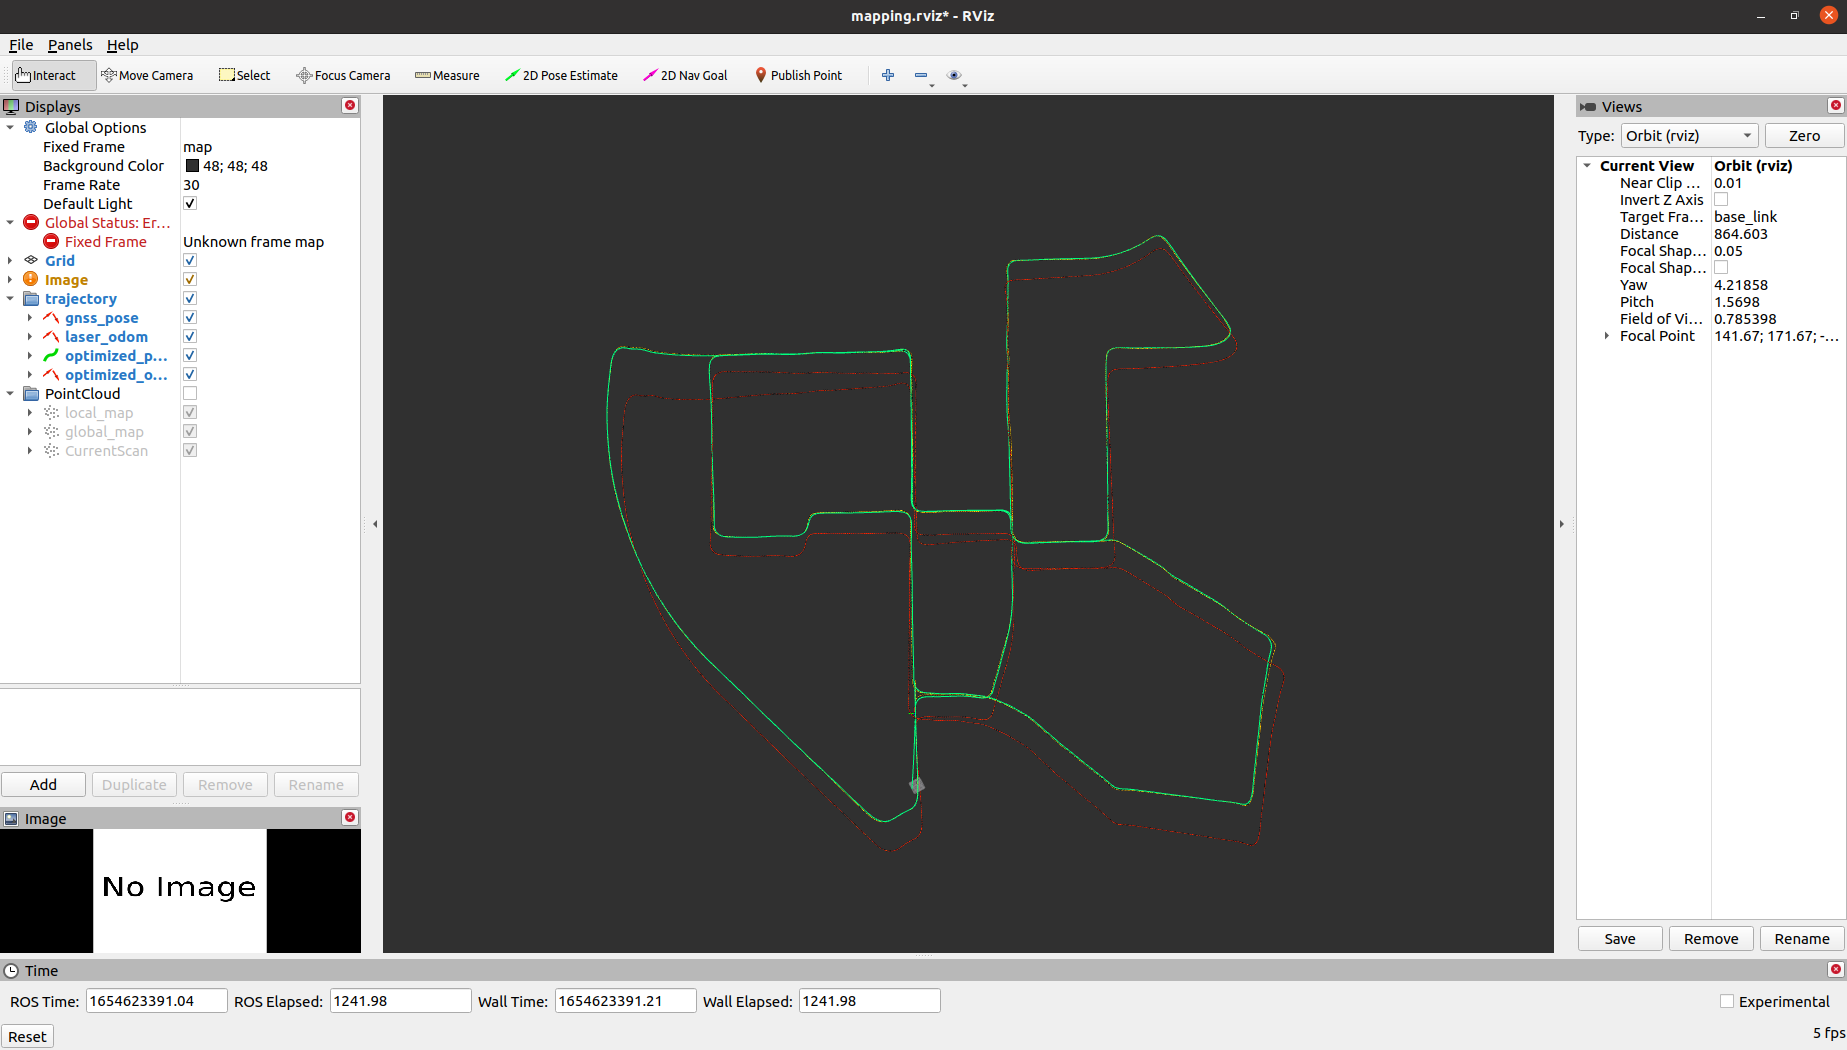 mapping.rviz* - RViz
File Panels Help
Interact Move Camera Select Focus Camera Measure 2D Pose Estimate 2D Nav Goal Publish Point
Displays
Global Options
Fixed Frame map
Background Color 48; 48; 48
Frame Rate 30
Default Light
Global Status: Er...
Fixed Frame Unknown frame map
Grid
Image
trajectory
gnss_pose
laser_odom
optimized_p...
optimized_o...
PointCloud
local_map
global_map
CurrentScan
Add Duplicate Remove Rename
Image
No Image
Views
Type: Orbit (rviz) Zero
Current View Orbit (rviz)
Near Clip ... 0.01
Invert Z Axis
Target Fra... base_link
Distance 864.603
Focal Shap... 0.05
Focal Shap...
Yaw 4.21858
Pitch 1.5698
Field of Vi... 0.785398
Focal Point 141.67; 171.67; -...
Save Remove Rename
Time
ROS Time: 1654623391.04 ROS Elapsed: 1241.98 Wall Time: 1654623391.21 Wall Elapsed: 1241.98 Experimental
Reset 5 fps